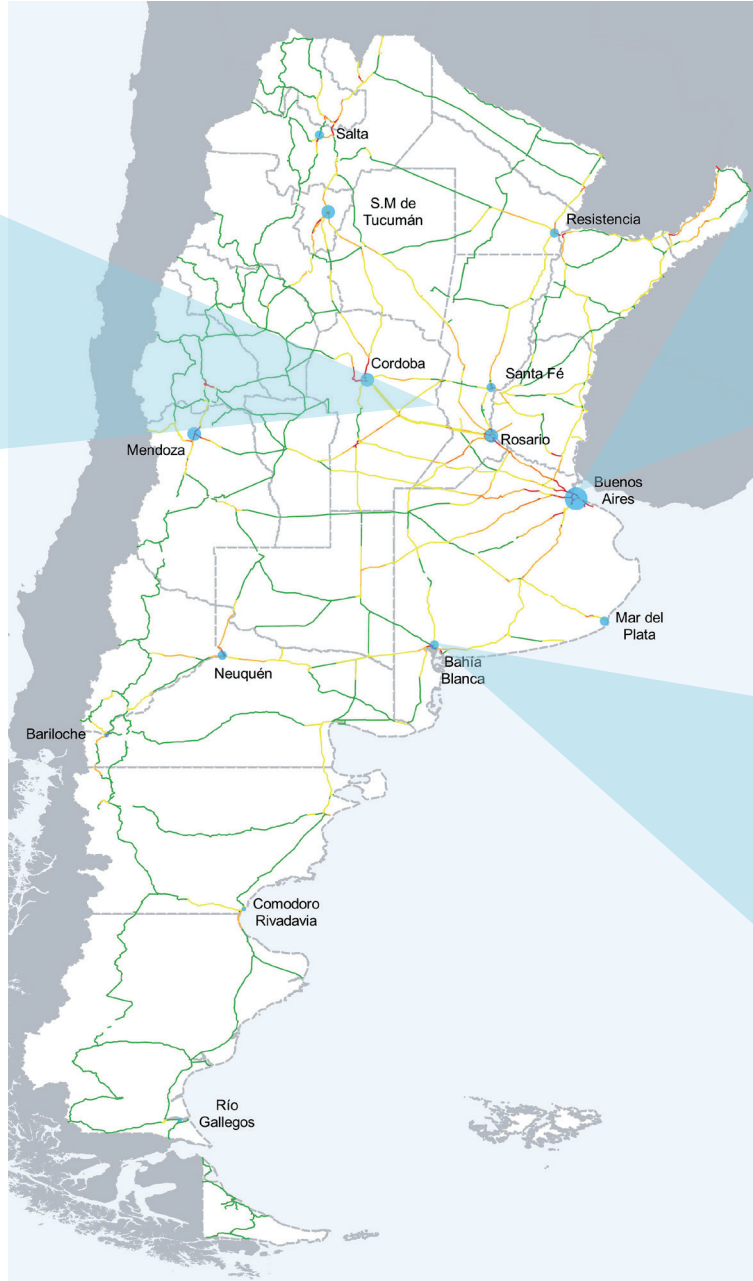 Salta
S.M de
Tucumán
Resistencia
Cordoba
Santa Fé
Mendoza
Rosario
Buenos
Aires
Mar del
Plata
Neuquén
Bahía
Blanca
Bariloche
Comodoro
Rivadavia
Río
Gallegos